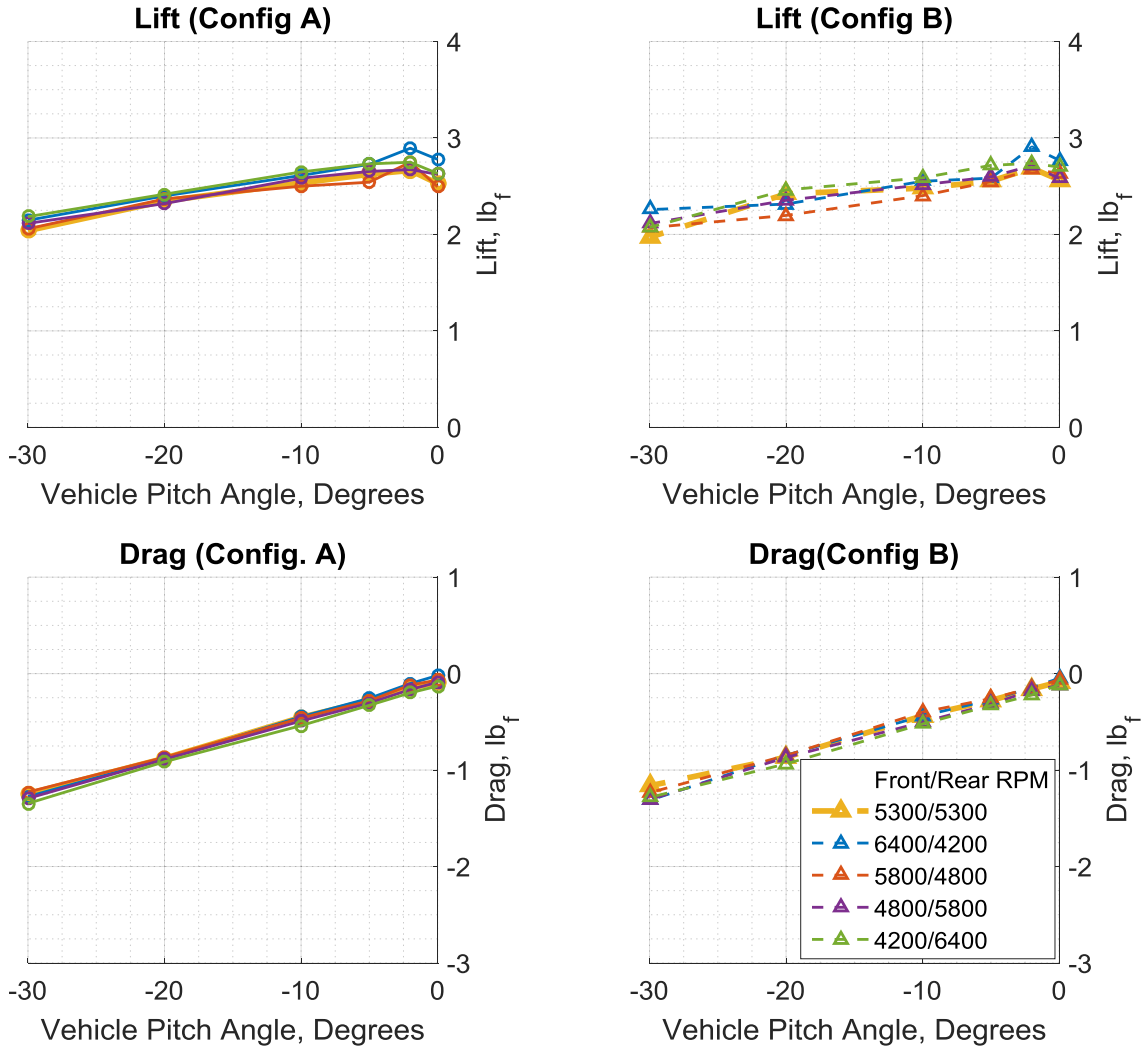 Lift (Config A)
4
3
2
1
0
Lift, lb_f
-30 -20 -10 0
Vehicle Pitch Angle, Degrees
Lift (Config B)
4
3
2
1
0
Lift, lb_f
-30 -20 -10 0
Vehicle Pitch Angle, Degrees
Drag (Config. A)
1
0
-1
-2
-3
Drag, lb_f
-30 -20 -10 0
Vehicle Pitch Angle, Degrees
Drag(Config B)
1
0
-1
-2
-3
Drag, lb_f
Front/Rear RPM
5300/5300
6400/4200
5800/4800
4800/5800
4200/6400
-30 -20 -10 0
Vehicle Pitch Angle, Degrees